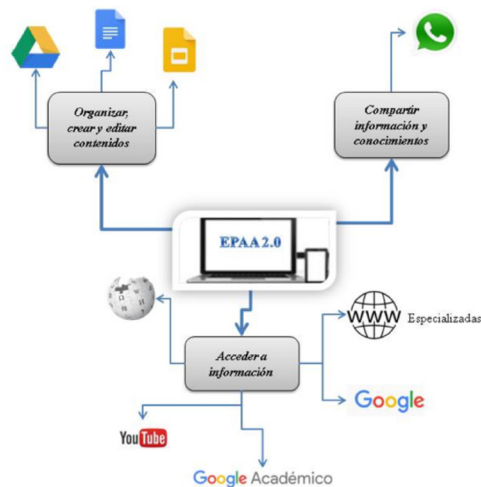 Organizar,
crear y editar
contenidos
Compartir
información y
conocimientos
EPAA 2.0
WWW Especializadas
Acceder a
información
Google
YouTube
Google Académico